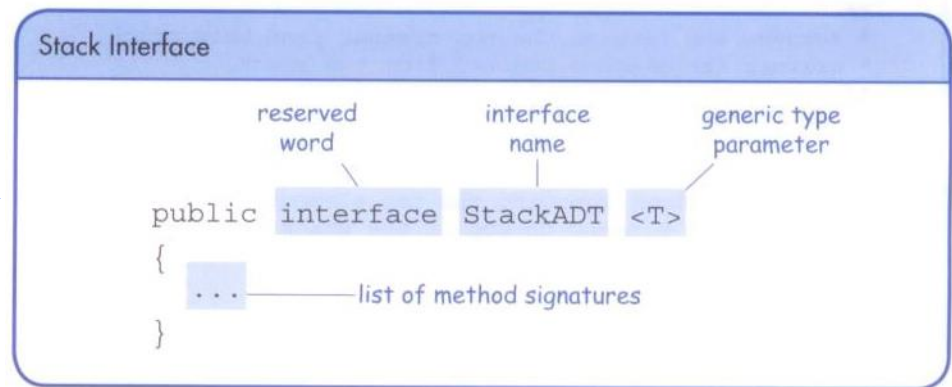 Stack Interface
reserved word
interface name
generic type parameter
public interface StackADT <T>
{
...
list of method signatures
}